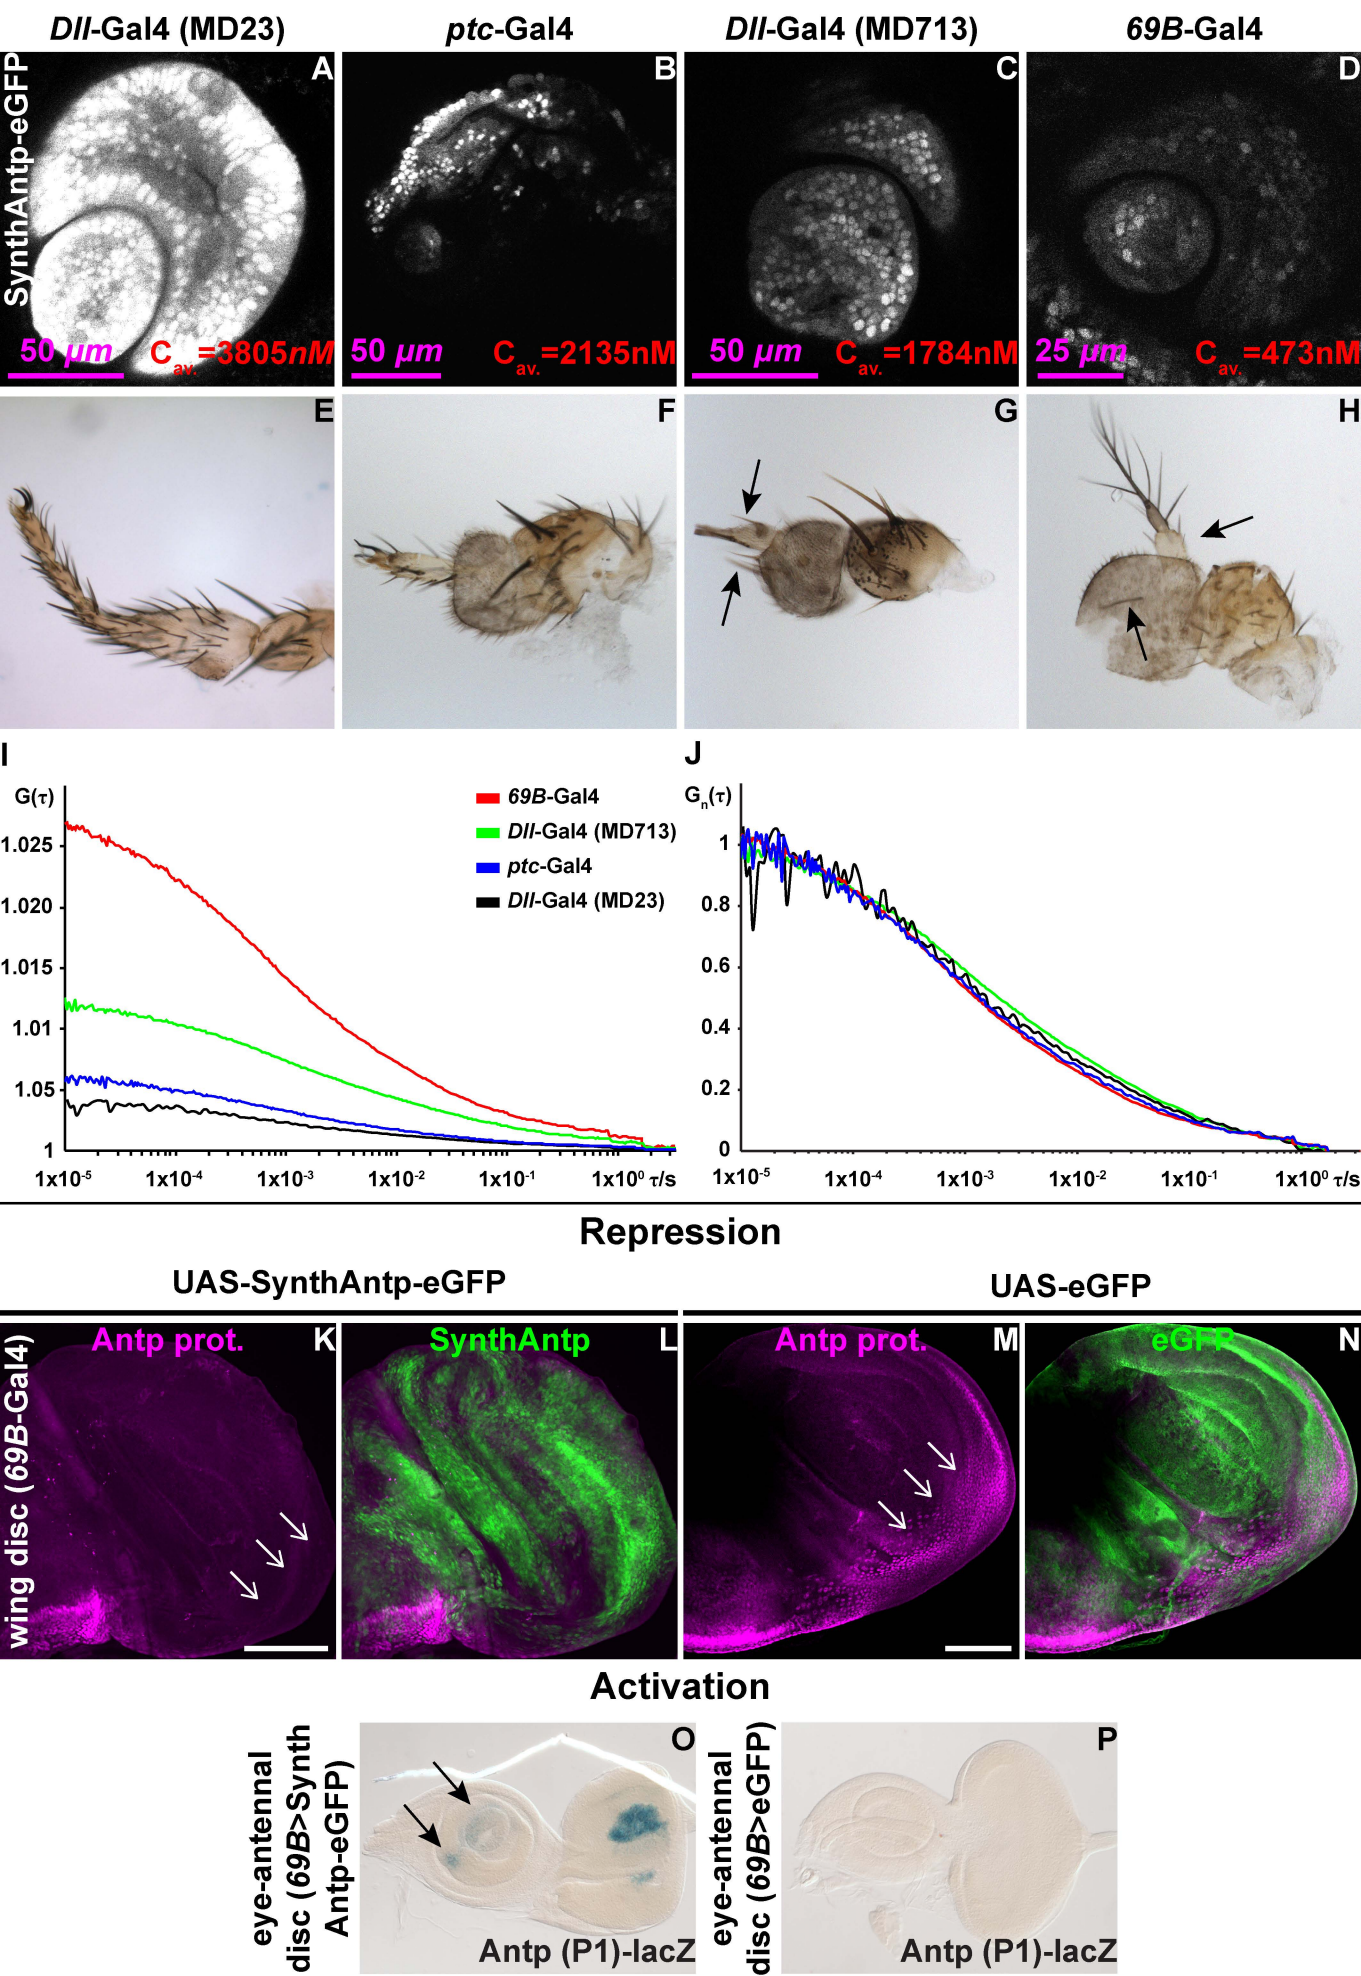 Dll-Gal4 (MD23)
ptc-Gal4
Dll-Gal4 (MD713)
69B-Gal4
SynthAntp-eGFP
A
B
C
D
50 µm
Cav.=3805nM
50 µm
Cav.=2135nM
50 µm
Cav.=1784nM
25 µm
Cav.=473nM
E
F
G
H
I
G(τ)
1.025
1.020
1.015
1.01
1.05
1
1x10-5
1x10-4
1x10-3
1x10-2
1x10-1
1x100 τ/s
69B-Gal4
Dll-Gal4 (MD713)
ptc-Gal4
Dll-Gal4 (MD23)
J
Gn(τ)
1
0.8
0.6
0.4
0.2
0
1x10-5
1x10-4
1x10-3
1x10-2
1x10-1
1x100 τ/s
Repression
UAS-SynthAntp-eGFP
UAS-eGFP
wing disc (69B-Gal4)
Antp prot.
K
SynthAntp
L
Antp prot.
M
eGFP
N
Activation
eye-antennal
disc (69B>Synth
Antp-eGFP)
O
Antp (P1)-lacZ
eye-antennal
disc (69B>eGFP)
P
Antp (P1)-lacZ